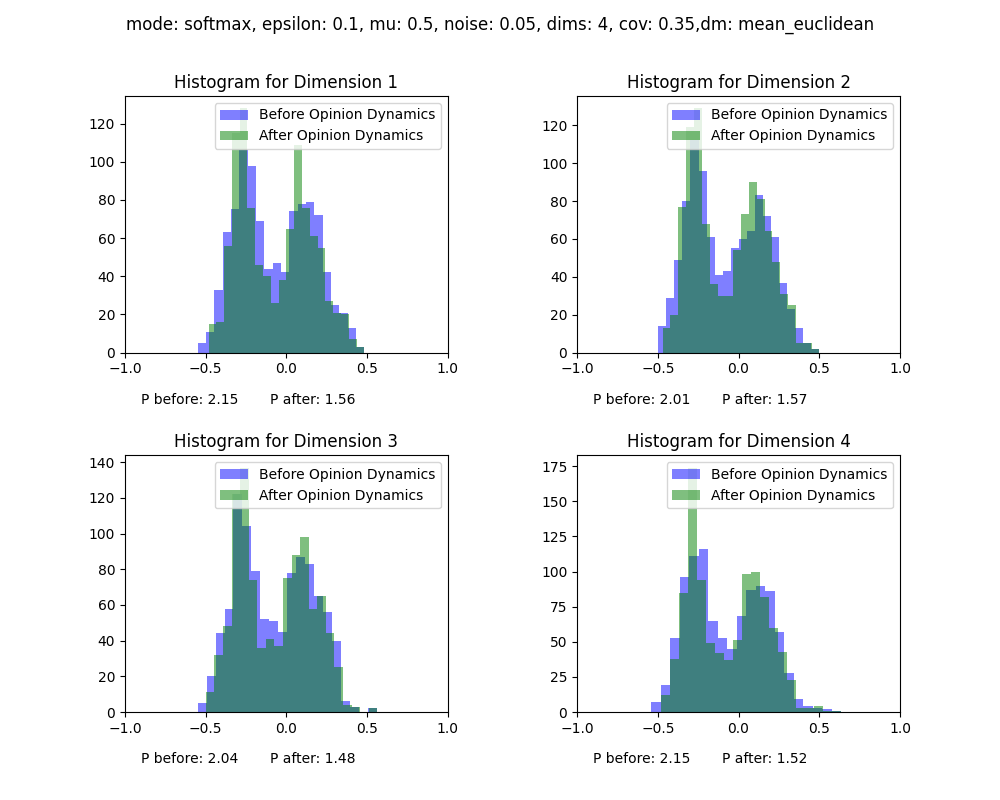 mode: softmax, epsilon: 0.1, mu: 0.5, noise: 0.05, dims: 4, cov: 0.35,dm: mean_euclidean
Histogram for Dimension 1
Before Opinion Dynamics
After Opinion Dynamics
120
100
80
60
40
20
0
−1.0 −0.5 0.0 0.5 1.0
P before: 2.15 P after: 1.56
Histogram for Dimension 2
Before Opinion Dynamics
After Opinion Dynamics
120
100
80
60
40
20
0
−1.0 −0.5 0.0 0.5 1.0
P before: 2.01 P after: 1.57
Histogram for Dimension 3
Before Opinion Dynamics
After Opinion Dynamics
140
120
100
80
60
40
20
0
−1.0 −0.5 0.0 0.5 1.0
P before: 2.04 P after: 1.48
Histogram for Dimension 4
Before Opinion Dynamics
After Opinion Dynamics
175
150
125
100
75
50
25
0
−1.0 −0.5 0.0 0.5 1.0
P before: 2.15 P after: 1.52